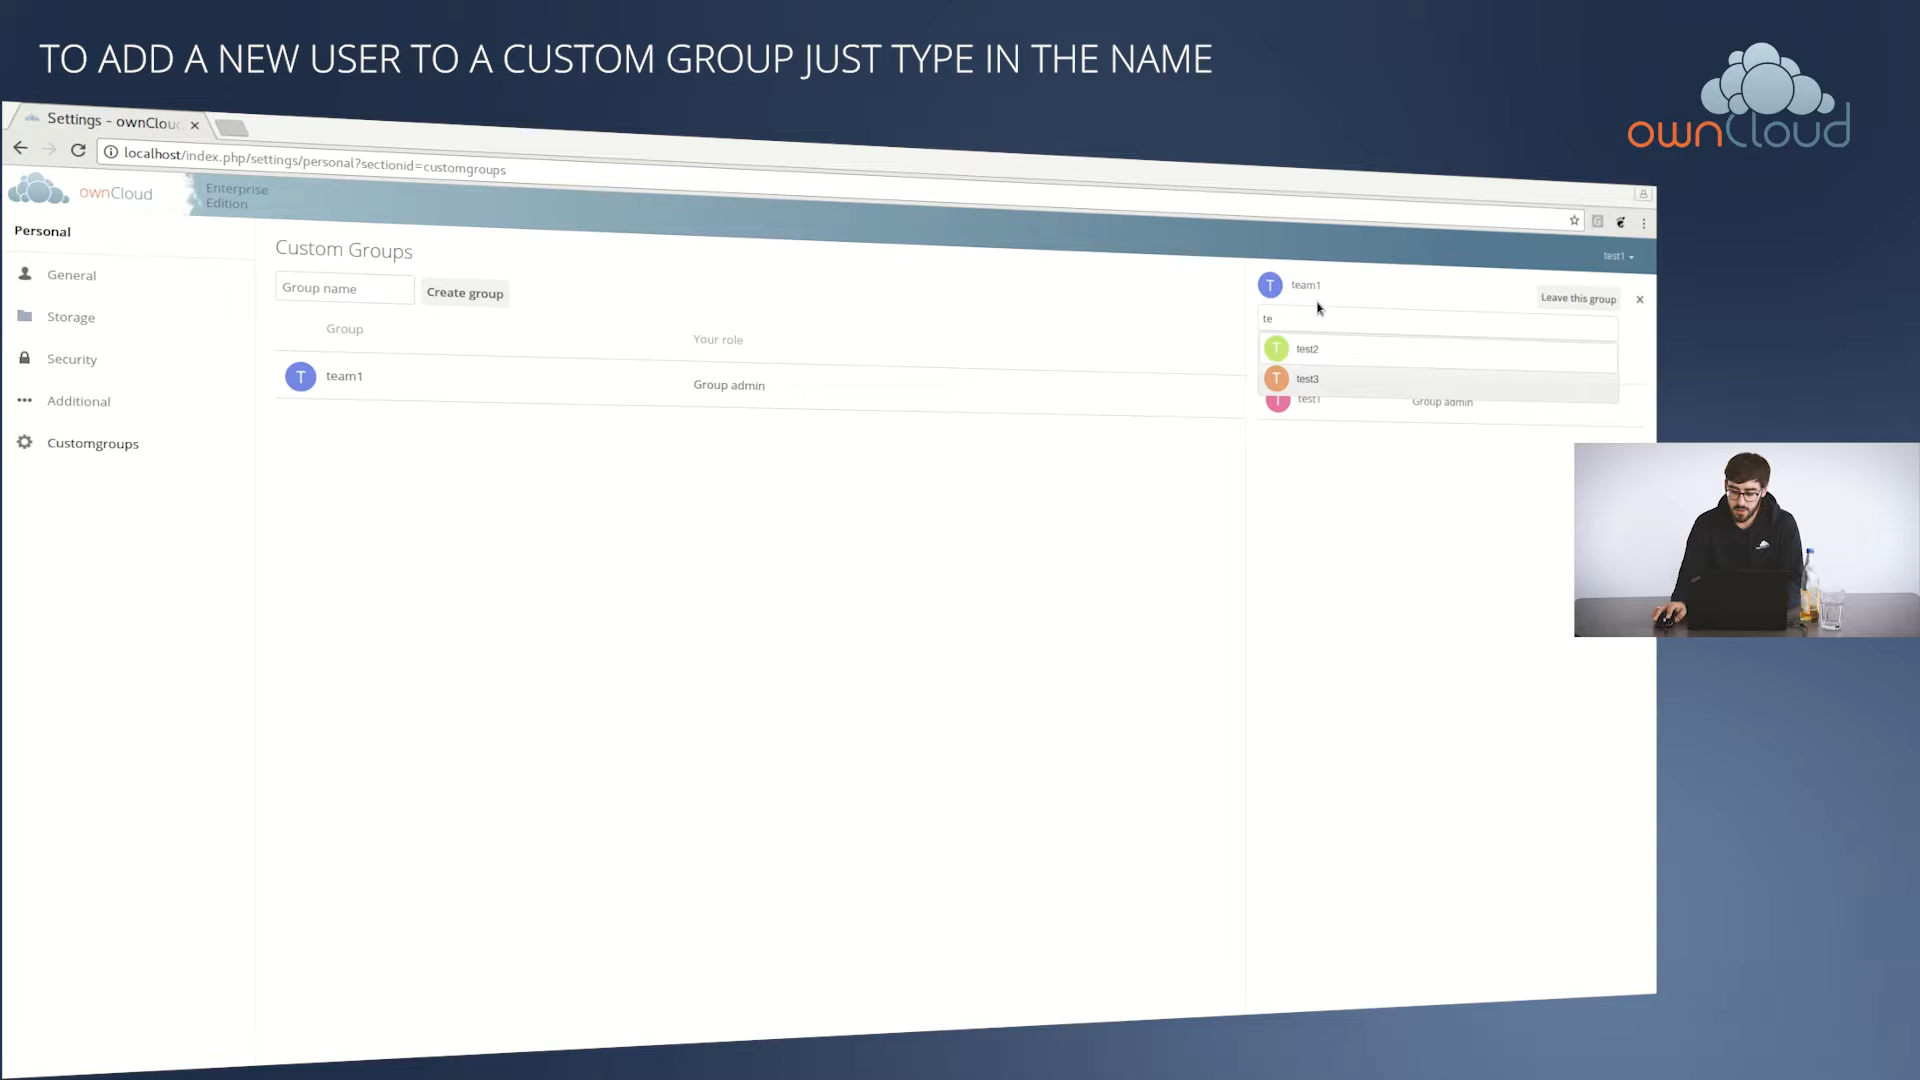 TO ADD A NEW USER TO A CUSTOM GROUP JUST TYPE IN THE NAME
ownCloud
Settings - ownClou
localhost/index.php/settings/personal?sectionid=customgroups
ownCloud
Enterprise
Edition
test1
Personal
General
Storage
Security
Additional
Customgroups
Custom Groups
Group name
Create group
Group
Your role
T
team1
Group admin
T
team1
Leave this group
te
T
test2
T
test3
T
test1
Group admin